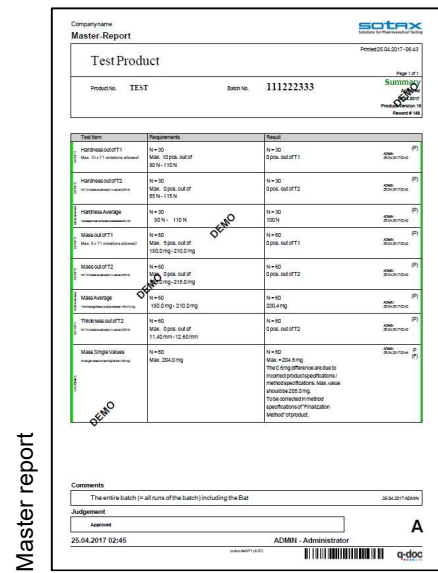 Master report
Companyname
SOTAX
Solutions for Pharmaceutical Testing
Master-Report
Printed 25.04.2017 - 06:43
Test Product
Page 1 of 1
Product No. TEST
Batch No. 111222333
Summary
2017
Product Version 10
Record # 148
DEMO
Test Item Requirements Result
Hardness out of T1 N = 30 N = 30 (P)
Max. 10 x T1 violations allowed! Max. 10 pos. out of 0 pos. out of T1
90 N - 110 N
Hardness out of T2 N = 30 N = 30 (P)
Max. 0 pos. out of 0 pos. out of T2
85 N - 115 N
Hardness Average N = 30 N = 30 (P)
90 N - 110 N 100 N
DEMO
Mass out of T1 N = 60 N = 60 (P)
Max. 6 x T1 violations allowed! Max. 6 pos. out of 0 pos. out of T1
190.0 mg - 210.0 mg
Mass out of T2 N = 60 N = 60 (P)
Max. 0 pos. out of 0 pos. out of T2
mg - 215.0 mg
DEMO
Mass Average N = 60 N = 60 (P)
190.0 mg - 210.0 mg 200.4 mg
Thickness out of T2 N = 60 N = 60 (P)
Max. 0 pos. out of 0 pos. out of T2
11.40 mm - 12.60 mm
Mass Single Values N = 60 N = 60 P
Max. 204.0 mg Max. = 204.6 mg (F)
The 0.6mg difference are due to
incorrect product specifications /
method specifications. Max. value
should be 205.0 mg.
To be corrected in method
specifications of "Finalization
Method" of product.
DEMO
Comments
The entire batch (= all runs of the batch) including the Bat 25.04.2017 ADMIN
Judgement
Approved
A
25.04.2017 02:45 ADMIN - Administrator
q-doc